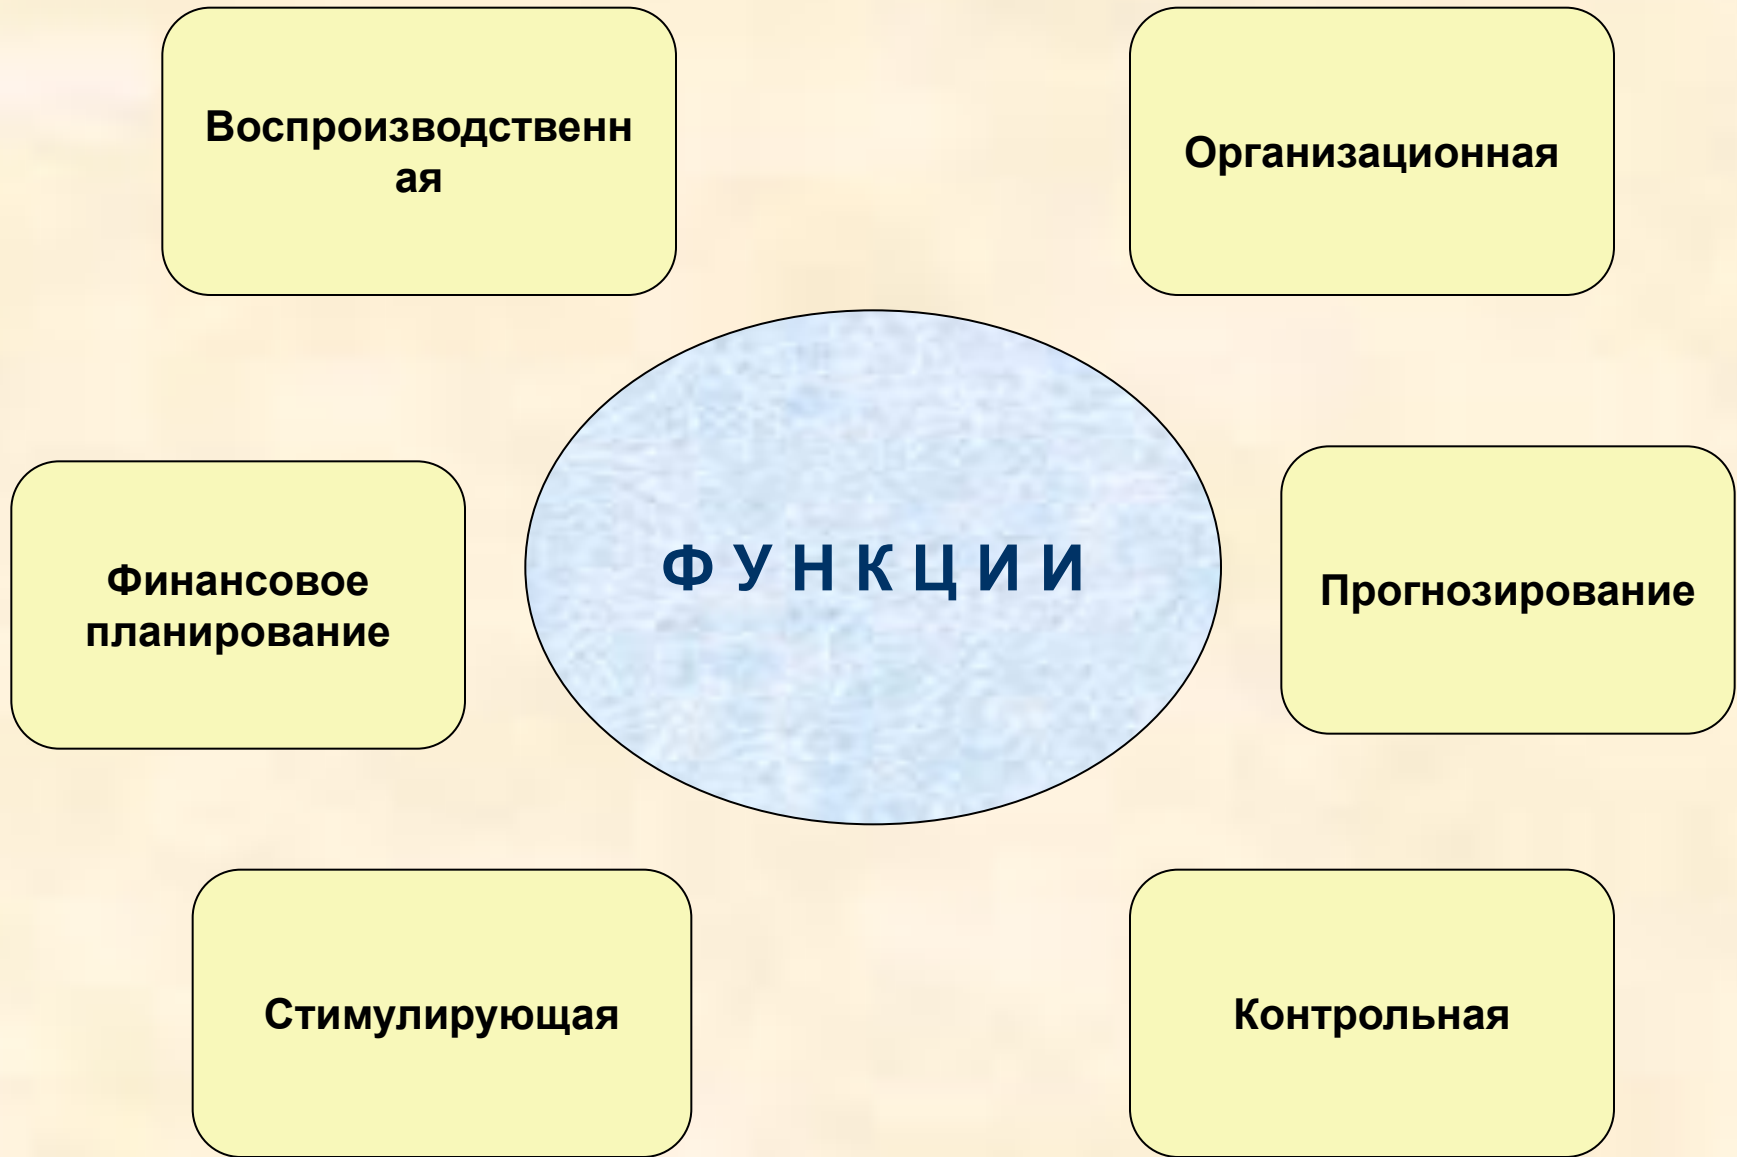 Воспроизводственн
ая
Организационная
Ф У Н К Ц И И
Финансовое
планирование
Прогнозирование
Стимулирующая
Контрольная